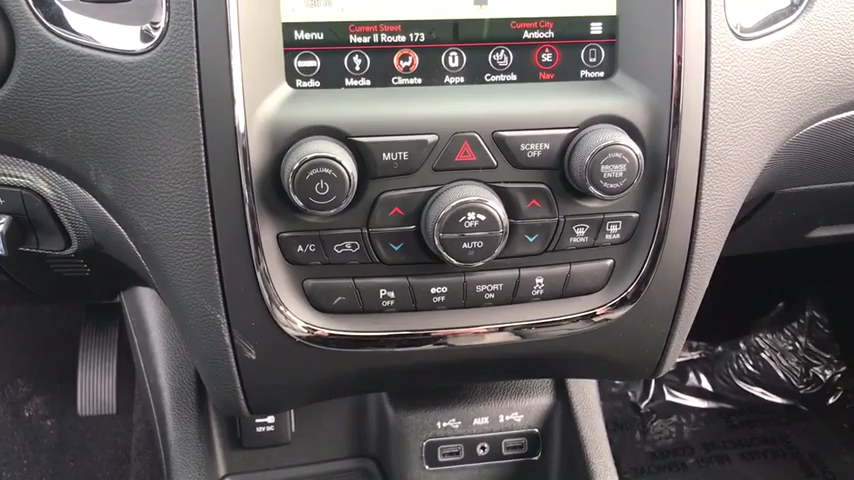 Menu
Current Street
Near Il Route 173
Current City
Antioch
SE
Radio
Media
Climate
Apps
Controls
Nav
Phone
MUTE
SCREEN
OFF
VOLUME
TUNE
BROWSE
ENTER
SCROLL
OFF
AUTO
A/C
FRONT
REAR
P
OFF
eco
OFF
SPORT
ON
OFF
12V DC
1
AUX
2